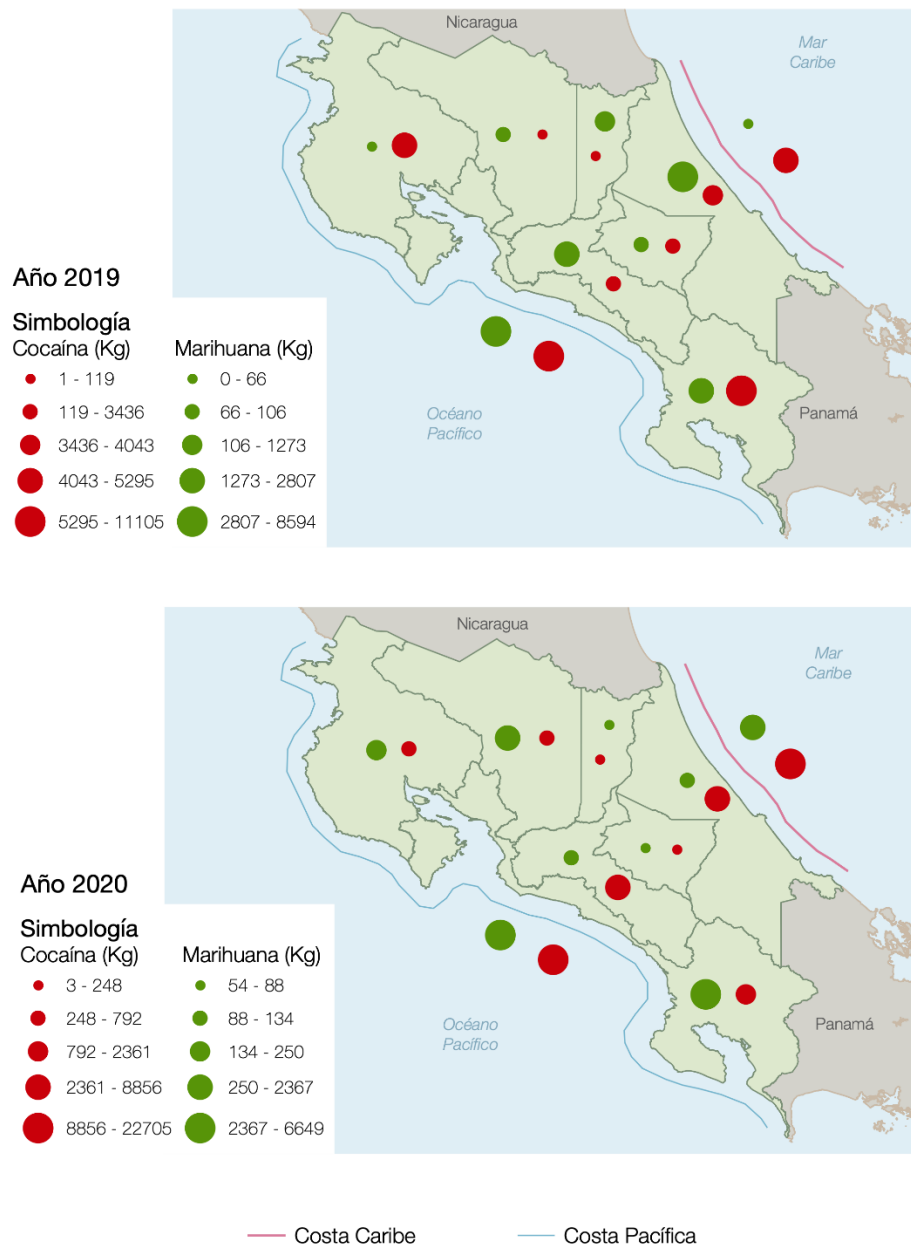 Nicaragua
Mar
Caribe
Océano
Pacífico
Panamá
Año 2019
Simbología
Cocaína (Kg) Marihuana (Kg)
1 - 119 0 - 66
119 - 3436 66 - 106
3436 - 4043 106 - 1273
4043 - 5295 1273 - 2807
5295 - 11105 2807 - 8594
Nicaragua
Mar
Caribe
Océano
Pacífico
Panamá
Año 2020
Simbología
Cocaína (Kg) Marihuana (Kg)
3 - 248 54 - 88
248 - 792 88 - 134
792 - 2361 134 - 250
2361 - 8856 250 - 2367
8856 - 22705 2367 - 6649
Costa Caribe Costa Pacífica